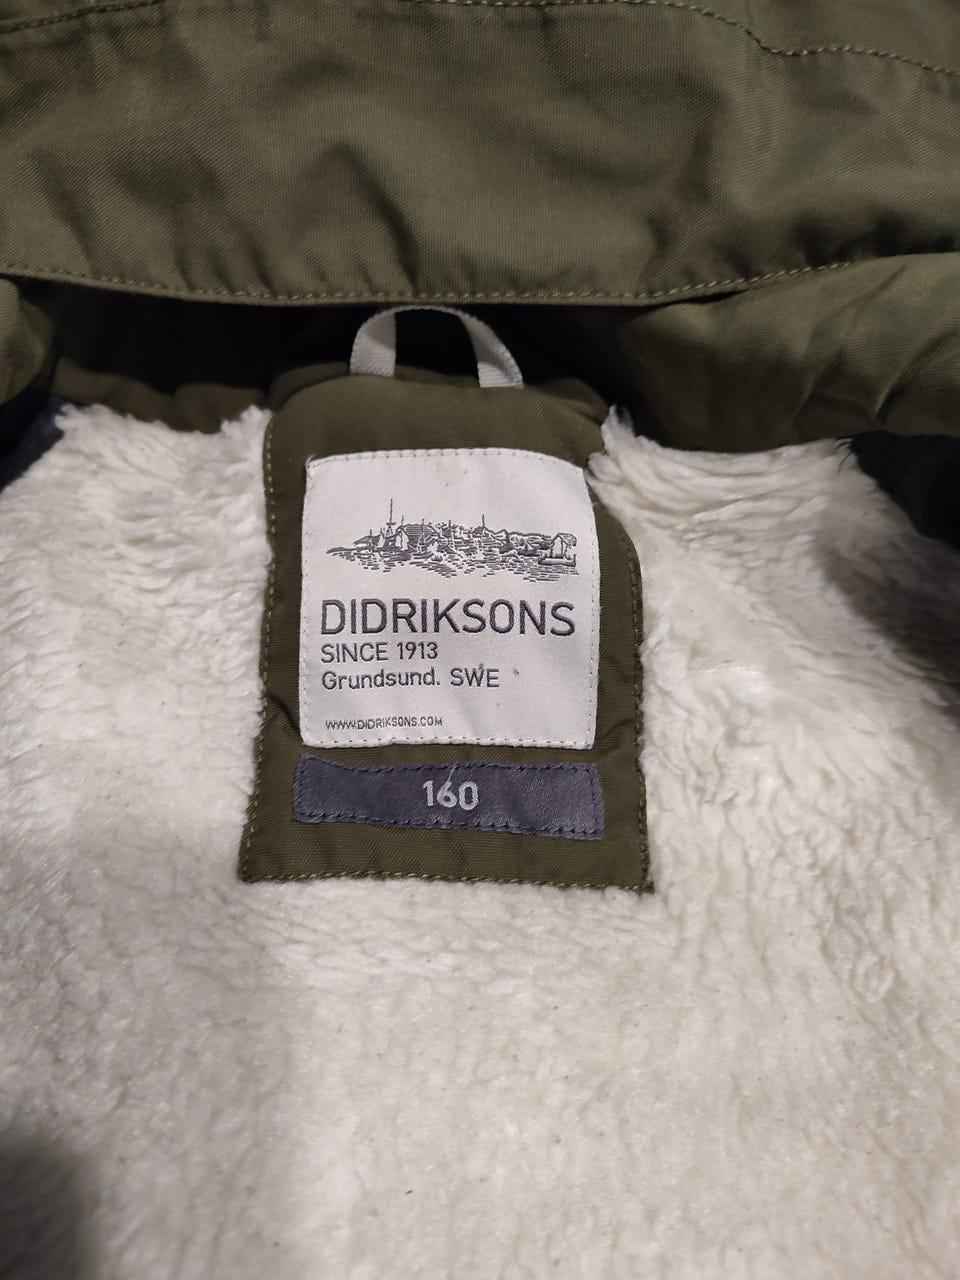 DIDRIKSONS
SINCE 1913
Grundsund. SWE
WWW.DIDRIKSONS.COM
160